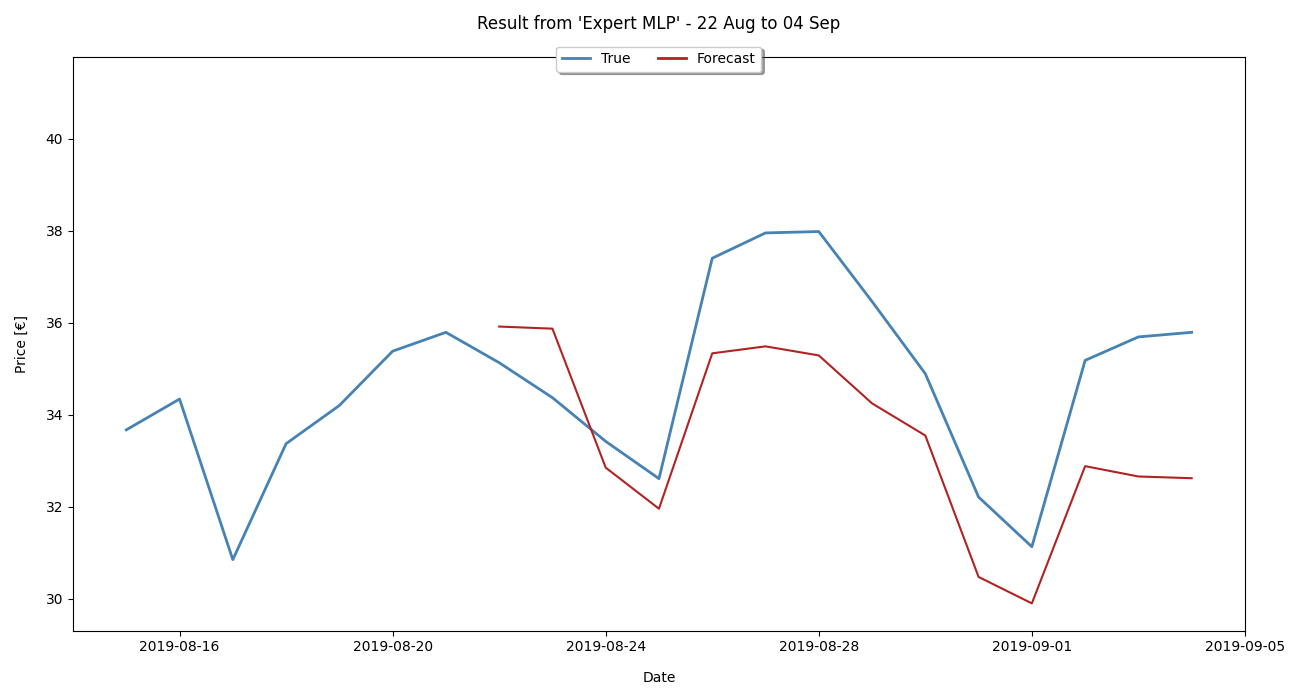 Result from 'Expert MLP' - 22 Aug to 04 Sep
True Forecast
40
38
36
34
32
30
Price [€]
2019-08-16 2019-08-20 2019-08-24 2019-08-28 2019-09-01 2019-09-05
Date